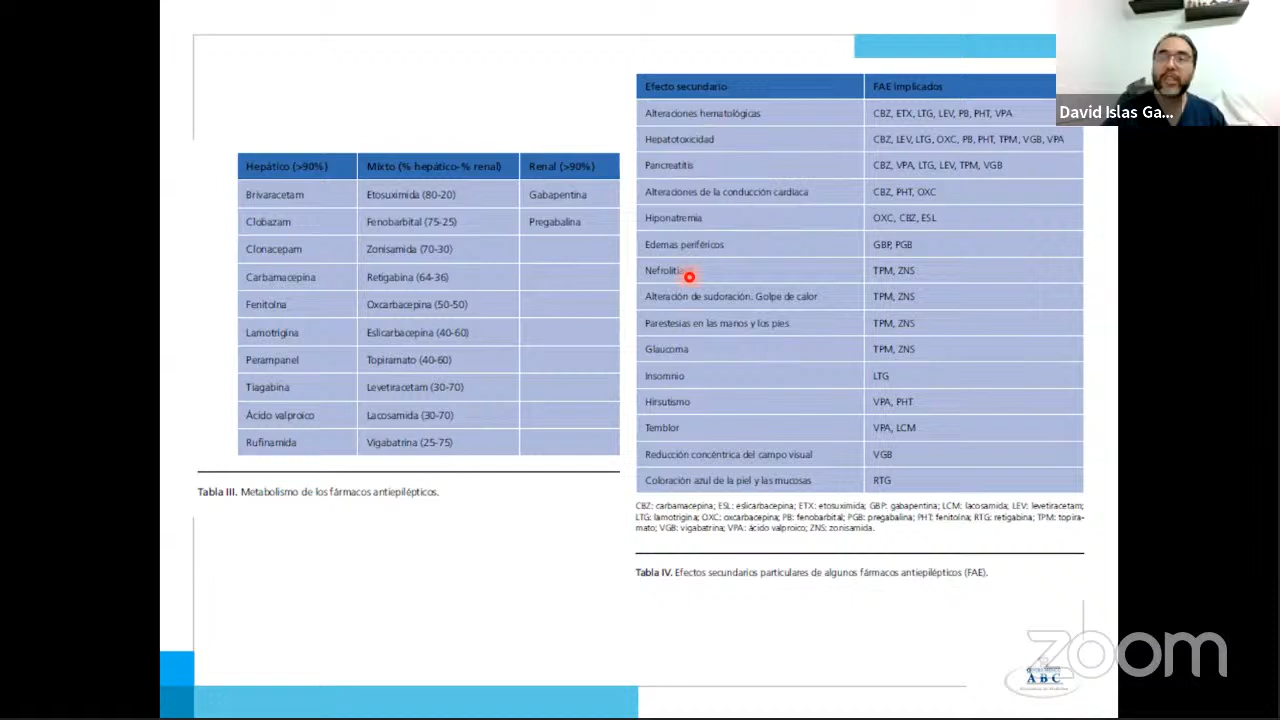 David Islas Ga...
Hepático (>90%) Mixto (% hepático-% renal) Renal (>90%)
Brivaracetam Etosuximida (80-20) Gabapentina
Clobazam Fenobarbital (75-25) Pregabalina
Clonacepam Zonisamida (70-30)
Carbamacepina Retigabina (64-36)
Fenitoína Oxcarbacepina (50-50)
Lamotrigina Eslicarbacepina (40-60)
Perampanel Topiramato (40-60)
Tiagabina Levetiracetam (30-70)
Ácido valproico Lacosamida (30-70)
Rufinamida Vigabatrina (25-75)
Tabla III. Metabolismo de los fármacos antiepilépticos.
Efecto secundario FAE implicados
Alteraciones hematológicas CBZ, ETX, LTG, LEV, PB, PHT, VPA
Hepatotoxicidad CBZ, LEV, LTG, OXC, PB, PHT, TPM, VGB, VPA
Pancreatitis CBZ, VPA, LTG, LEV, TPM, VGB
Alteraciones de la conducción cardiaca CBZ, PHT, OXC
Hiponatremia OXC, CBZ, ESL
Edemas periféricos GBP, PGB
TPM, ZNS
Alteración de sudoración. Golpe de calor TPM, ZNS
Parestesias en las manos y los pies TPM, ZNS
Glaucoma TPM, ZNS
Insomnio LTG
Hirsutismo VPA, PHT
Temblor VPA, LCM
Reducción concéntrica del campo visual VGB
Coloración azul de la piel y las mucosas RTG
CBZ: carbamacepina; ESL: eslicarbacepina; ETX: etosuximida; GBP: gabapentina; LCM: lacosamida; LEV: levetiracetam;
LTG: lamotrigina; OXC: oxcarbacepina; PB: fenobarbital; PGB: pregabalina; PHT: fenitoína; RTG: retigabina; TPM: topira-
mato; VGB: vigabatrina; VPA: ácido valproico; ZNS: zonisamida.
Tabla IV. Efectos secundarios particulares de algunos fármacos antiepilépticos (FAE).
ABC
zoom